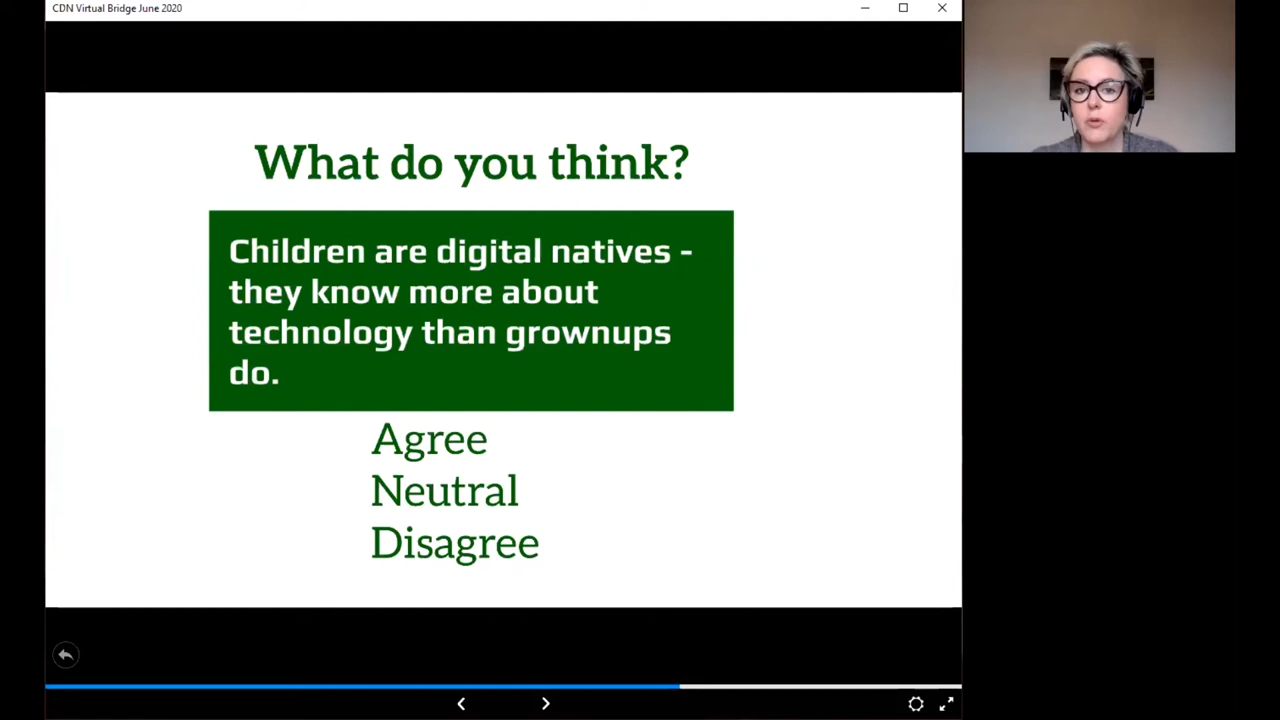 CDN Virtual Bridge June 2020
What do you think?
Children are digital natives -
they know more about
technology than grownups
do.
Agree
Neutral
Disagree